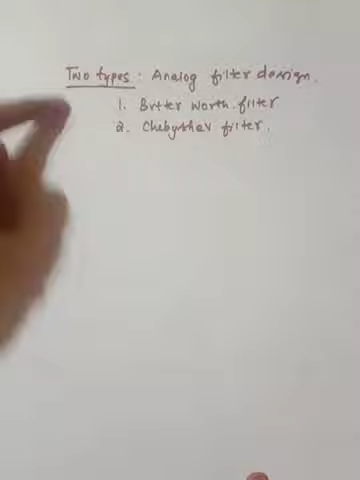 Two types : Analog filter design.
1. Butter worth filter
2. Chebyshev filter.